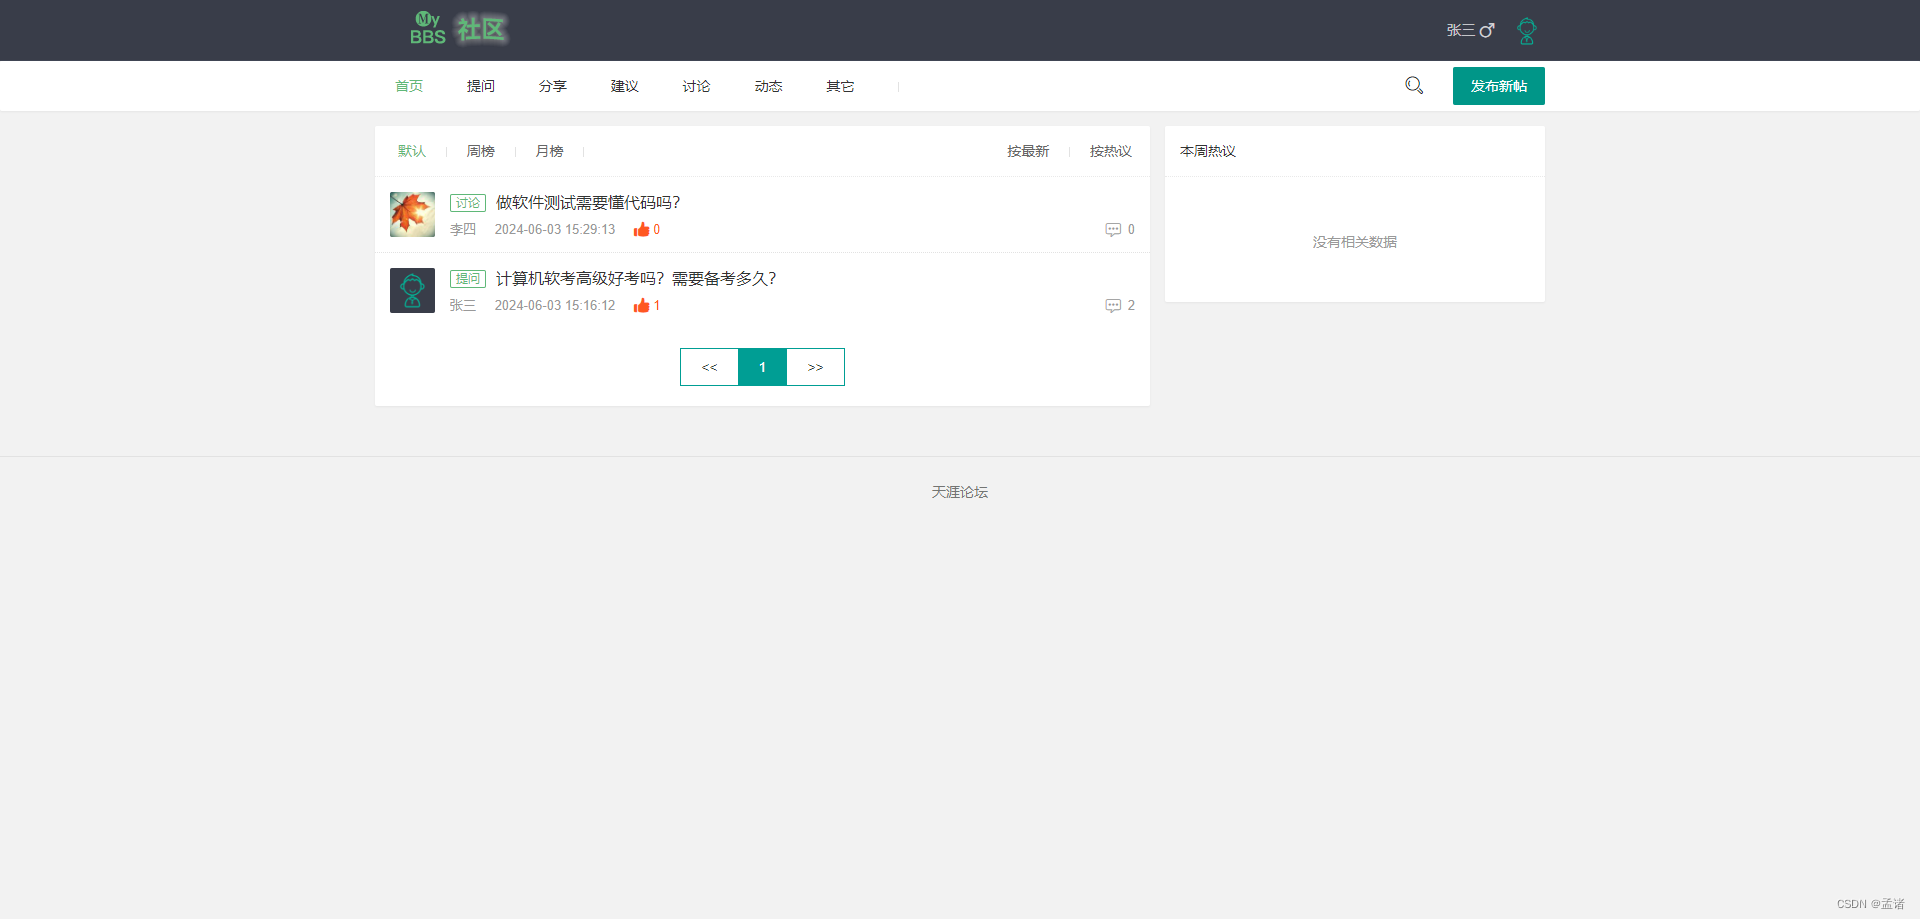 My
BBS 社区
张三
首页 提问 分享 建议 讨论 动态 其它
发布新帖
默认 周榜 月榜 按最新 按热议
讨论 做软件测试需要懂代码吗？
李四 2024-06-03 15:29:13 0 0
提问 计算机软考高级好考吗？需要备考多久？
张三 2024-06-03 15:16:12 1 2
<< 1 >>
本周热议
没有相关数据
天涯论坛
CSDN @孟诸